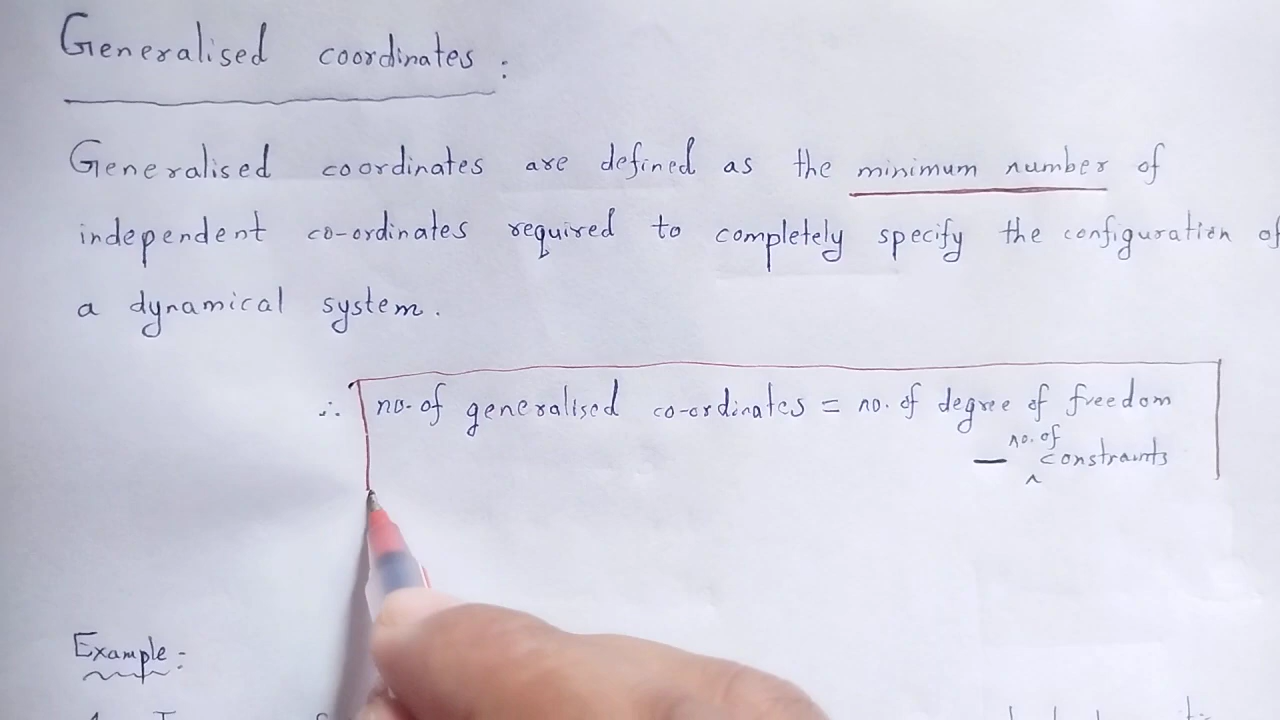 Generalised coordinates :
Generalised coordinates are defined as the minimum number of
independent co-ordinates required to completely specify the configuration of
a dynamical system.
∴ no. of generalised co-ordinates = no. of degree of freedom
no. of
— constraints
^
Example :